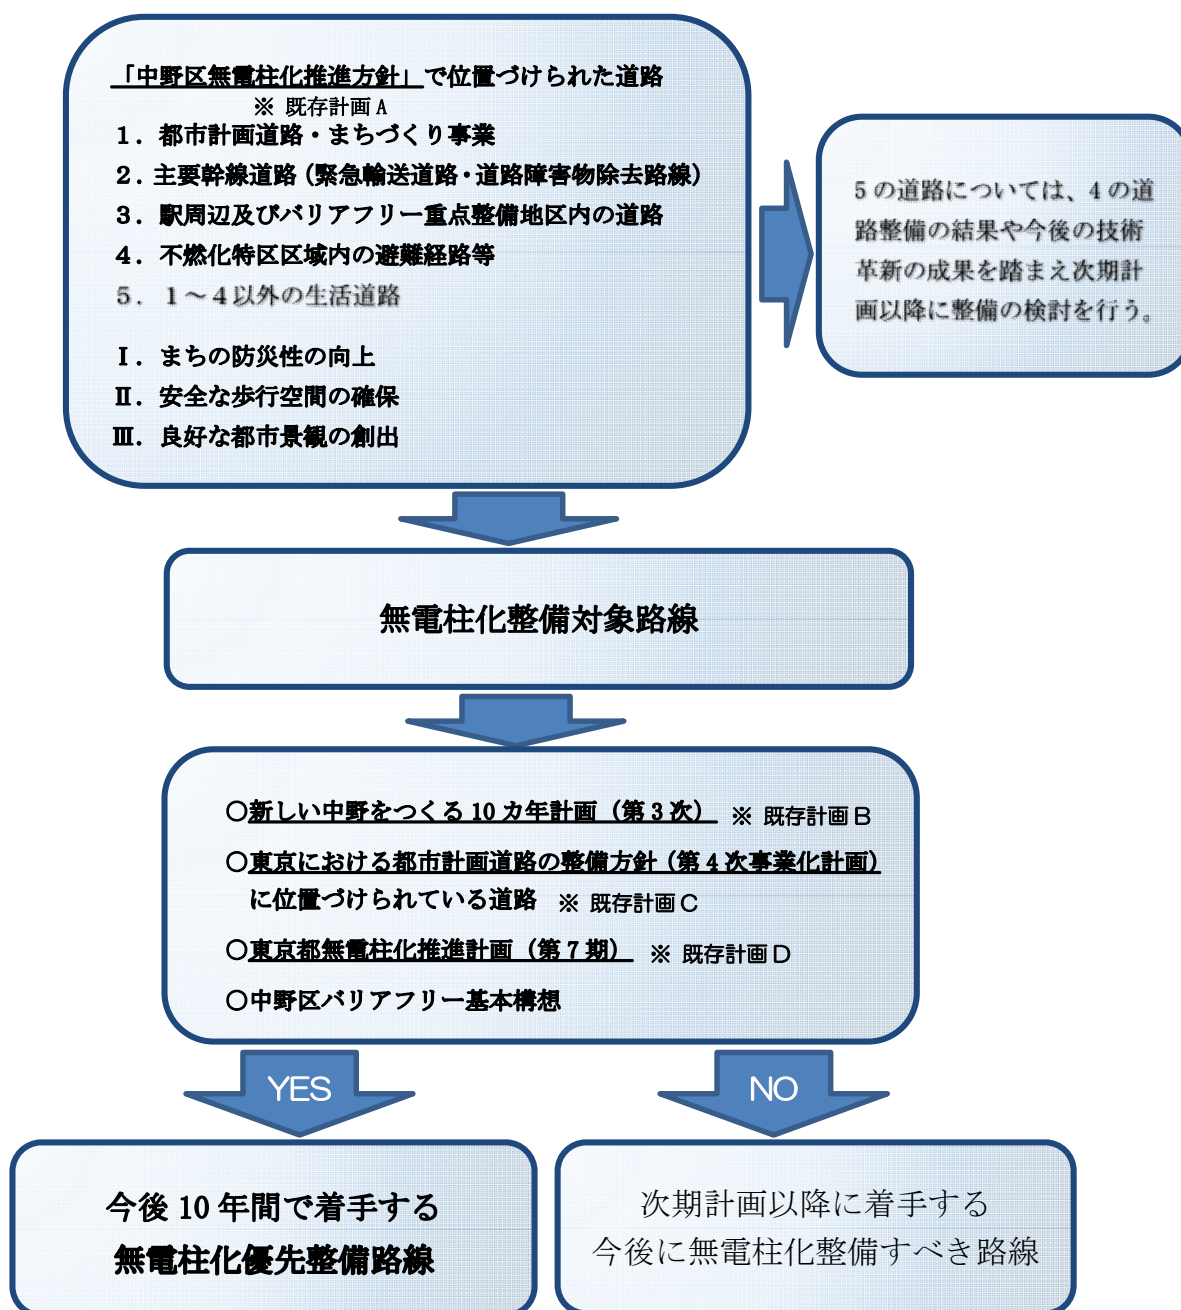 「中野区無電柱化推進方針」で位置づけられた道路
※ 既存計画A
1．都市計画道路・まちづくり事業
2．主要幹線道路（緊急輸送道路・道路障害物除去路線）
3．駅周辺及びバリアフリー重点整備地区内の道路
4．不燃化特区区域内の避難経路等
5．1～4以外の生活道路
Ⅰ．まちの防災性の向上
Ⅱ．安全な歩行空間の確保
Ⅲ．良好な都市景観の創出
5の道路については、4の道
路整備の結果や今後の技術
革新の成果を踏まえ次期計
画以降に整備の検討を行う。
無電柱化整備対象路線
○新しい中野をつくる10カ年計画（第3次） ※ 既存計画B
○東京における都市計画道路の整備方針（第4次事業化計画）
に位置づけられている道路 ※ 既存計画C
○東京都無電柱化推進計画（第7期） ※ 既存計画D
○中野区バリアフリー基本構想
YES
NO
今後10年間で着手する
無電柱化優先整備路線
次期計画以降に着手する
今後に無電柱化整備すべき路線